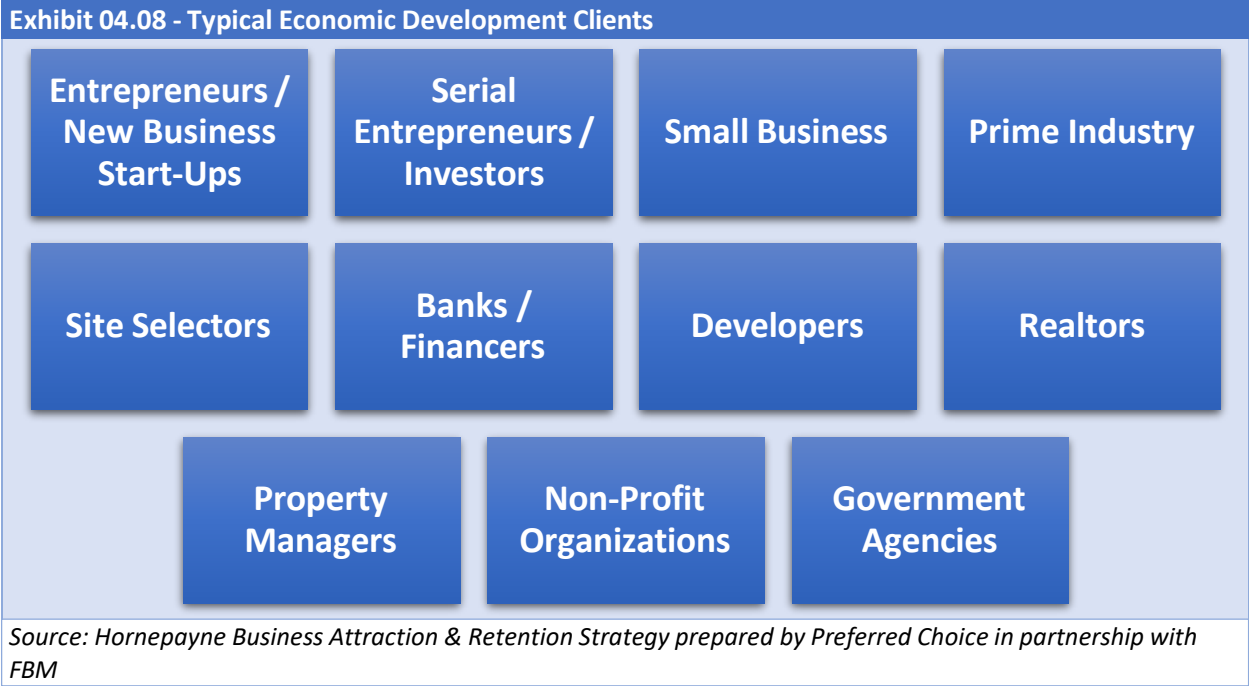 Exhibit 04.08 - Typical Economic Development Clients
Entrepreneurs /
New Business
Start-Ups
Serial
Entrepreneurs /
Investors
Small Business
Prime Industry
Site Selectors
Banks /
Financers
Developers
Realtors
Property
Managers
Non-Profit
Organizations
Government
Agencies
Source: Hornepayne Business Attraction & Retention Strategy prepared by Preferred Choice in partnership with
FBM